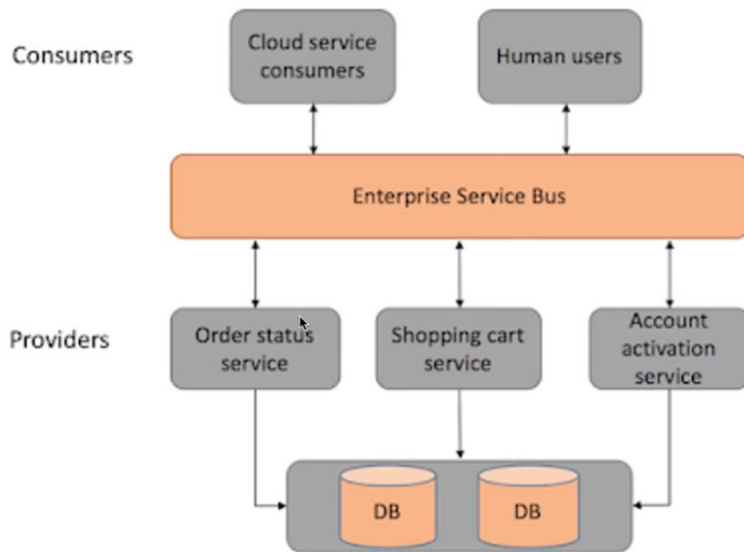 Consumers
Cloud service
consumers
Human users
Enterprise Service Bus
Providers
Order status
service
Shopping cart
service
Account
activation
service
DB
DB